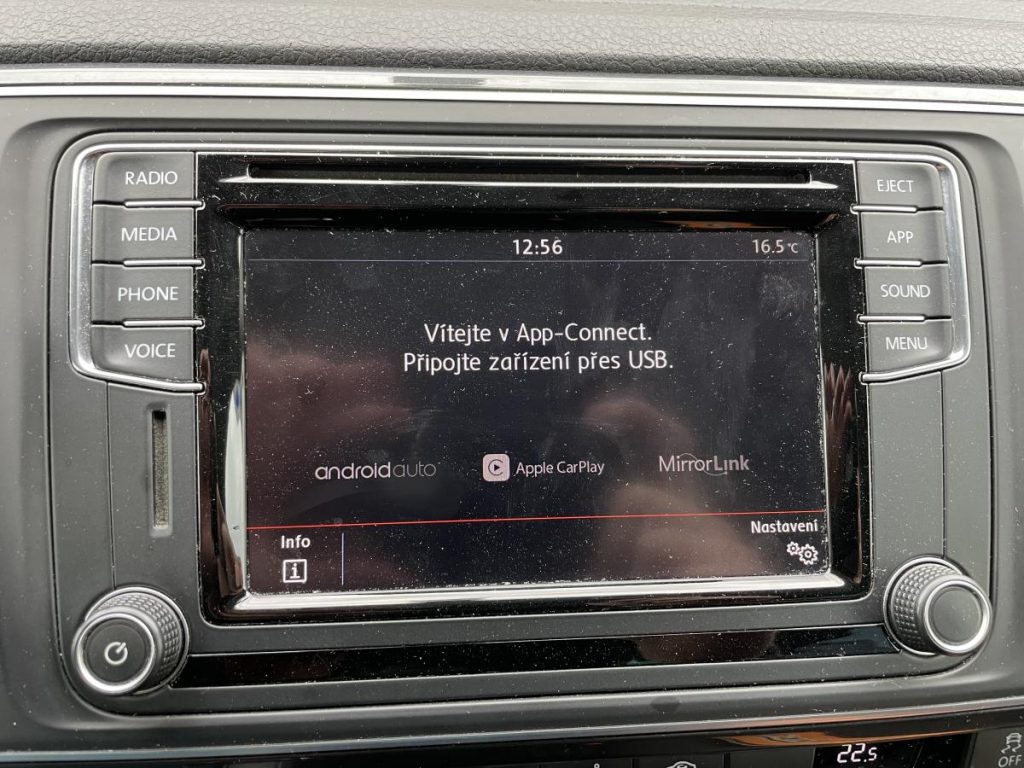 RADIO
MEDIA
PHONE
VOICE
EJECT
APP
SOUND
MENU
12:56
16.5°C
Vítejte v App-Connect.
Připojte zařízení přes USB.
androidauto
Apple CarPlay
MirrorLink
Info
i
Nastavení
22.5
OFF